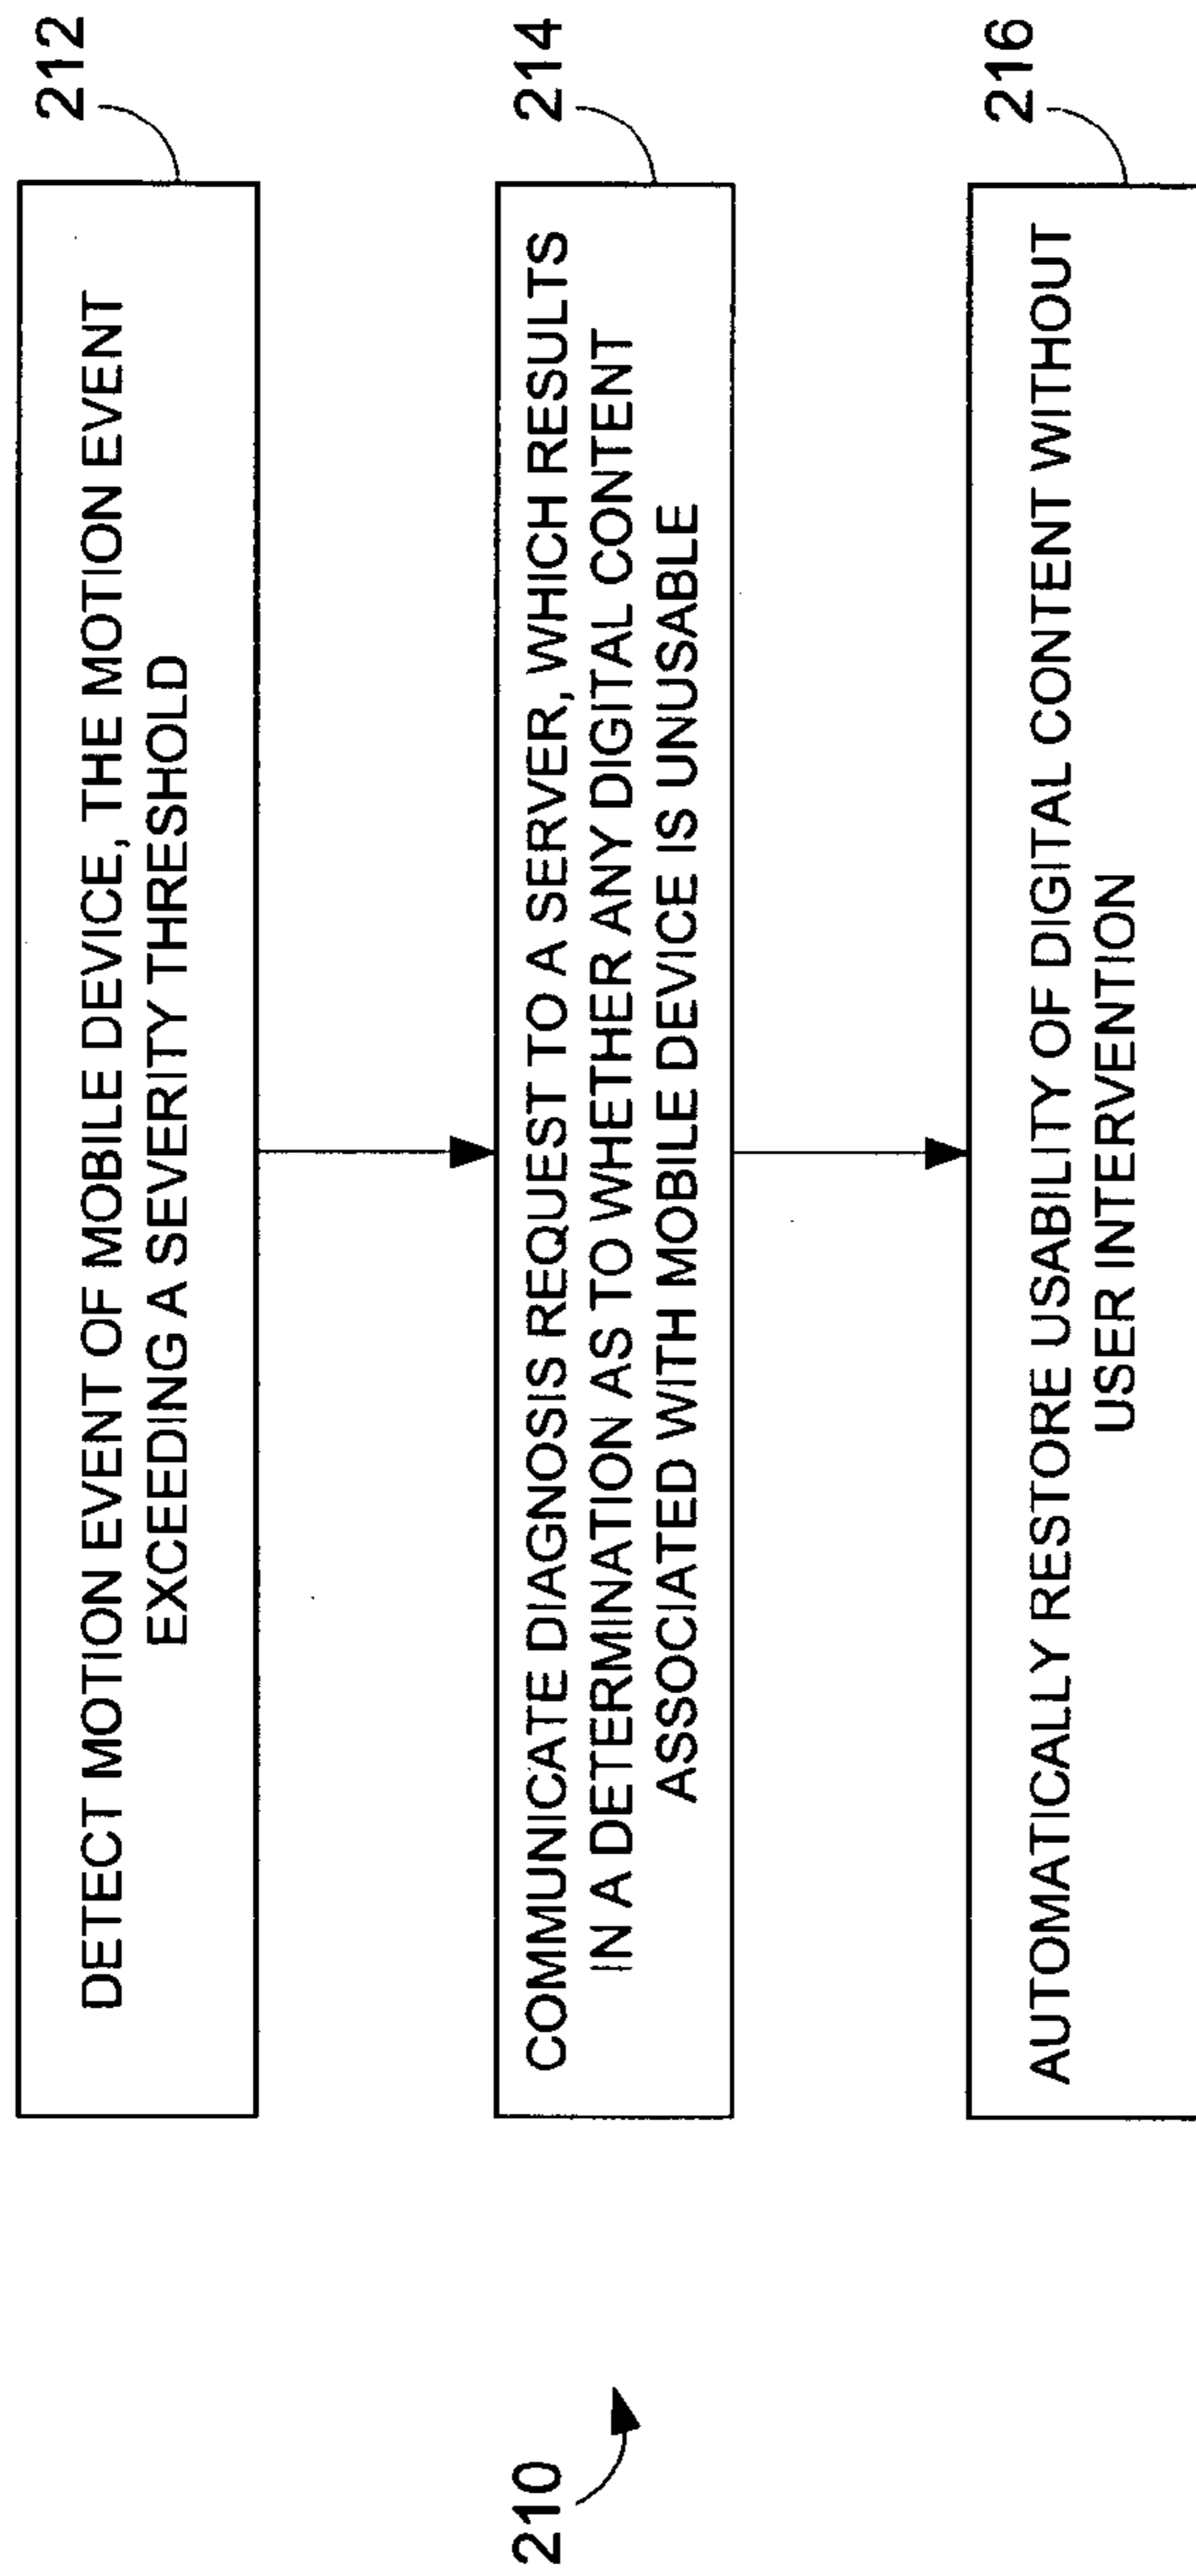 210
212
DETECT MOTION EVENT OF MOBILE DEVICE, THE MOTION EVENT
EXCEEDING A SEVERITY THRESHOLD
214
COMMUNICATE DIAGNOSIS REQUEST TO A SERVER, WHICH RESULTS
IN A DETERMINATION AS TO WHETHER ANY DIGITAL CONTENT
ASSOCIATED WITH MOBILE DEVICE IS UNUSABLE
216
AUTOMATICALLY RESTORE USABILITY OF DIGITAL CONTENT WITHOUT
USER INTERVENTION